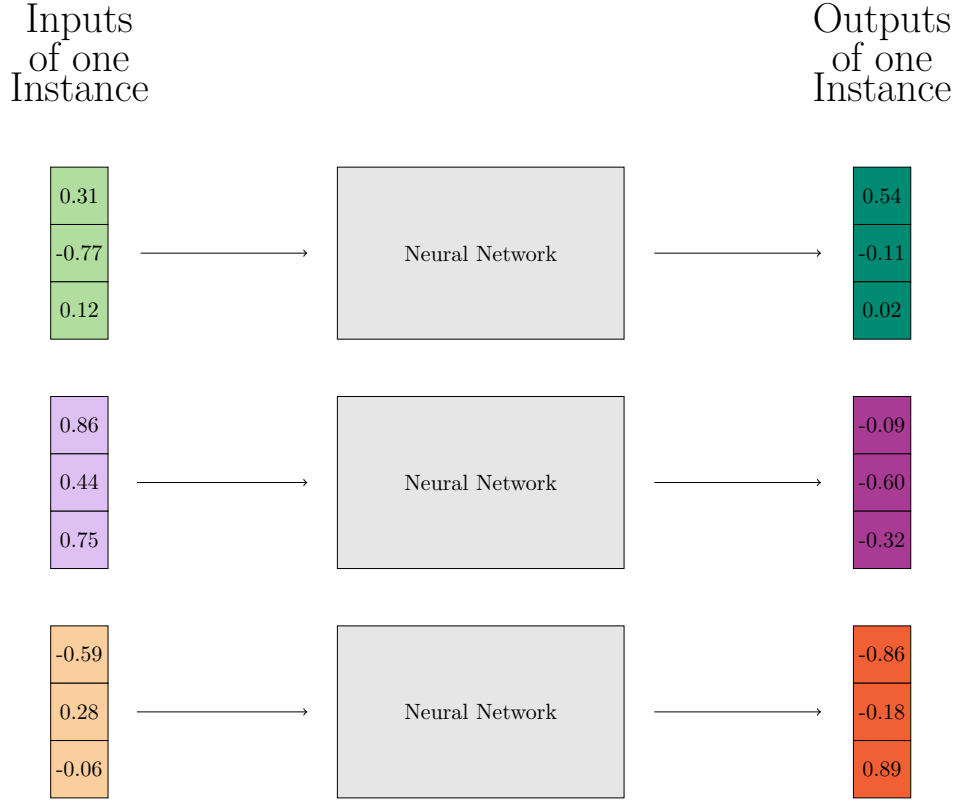 Inputs
of one
Instance
Outputs
of one
Instance
0.31
-0.77
0.12
Neural Network
0.54
-0.11
0.02
0.86
0.44
0.75
Neural Network
-0.09
-0.60
-0.32
-0.59
0.28
-0.06
Neural Network
-0.86
-0.18
0.89